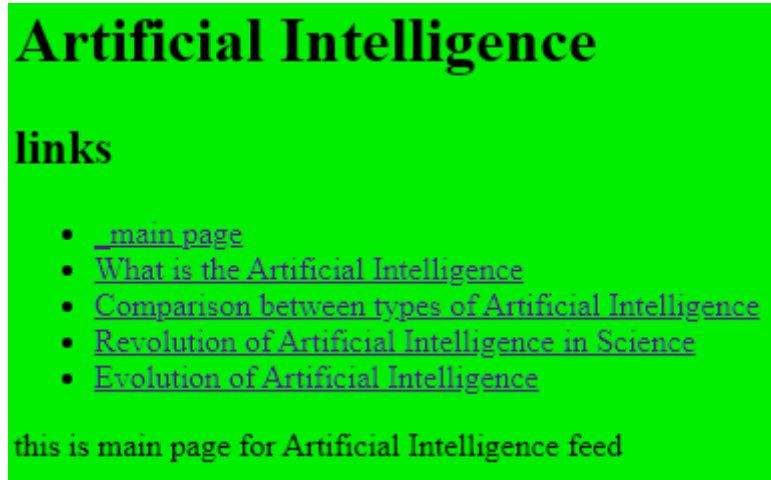 Artificial Intelligence
links
_main page
What is the Artificial Intelligence
Comparison between types of Artificial Intelligence
Revolution of Artificial Intelligence in Science
Evolution of Artificial Intelligence
this is main page for Artificial Intelligence feed